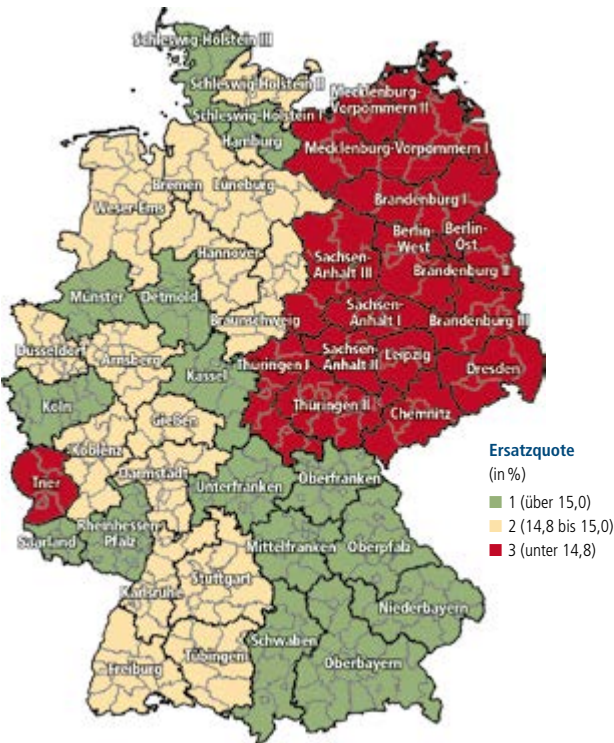 Schleswig-Holstein III
Schleswig-Holstein II
Mecklenburg-
Vorpommern II
Schleswig-Holstein I
Hamburg
Mecklenburg-Vorpommern I
Bremen
Lüneburg
Brandenburg I
Weser-Ems
Berlin-
West
Berlin-
Ost
Hannover
Sachsen-
Anhalt III
Brandenburg II
Münster
Detmold
Sachsen-
Anhalt I
Braunschweig
Brandenburg III
Düsseldorf
Arnsberg
Thüringen I
Sachsen-
Anhalt II
Leipzig
Kassel
Dresden
Köln
Thüringen II
Chemnitz
Gießen
Koblenz
Darmstadt
Trier
Unterfranken
Oberfranken
Rheinhessen-
Pfalz
Saarland
Mittelfranken
Oberpfalz
Stuttgart
Karlsruhe
Niederbayern
Schwaben
Tübingen
Oberbayern
Freiburg
Ersatzquote
(in %)
1 (über 15,0)
2 (14,8 bis 15,0)
3 (unter 14,8)